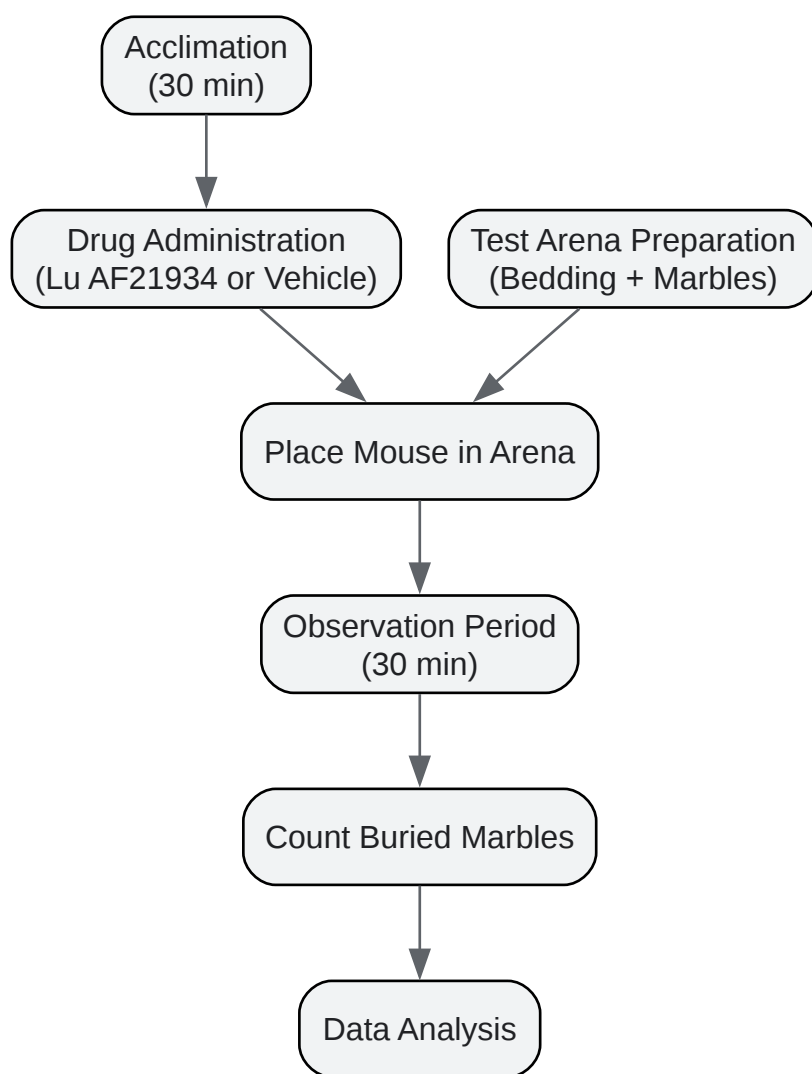 Acclimation
(30 min)
Drug Administration
(Lu AF21934 or Vehicle)
Test Arena Preparation
(Bedding + Marbles)
Place Mouse in Arena
Observation Period
(30 min)
Count Buried Marbles
Data Analysis